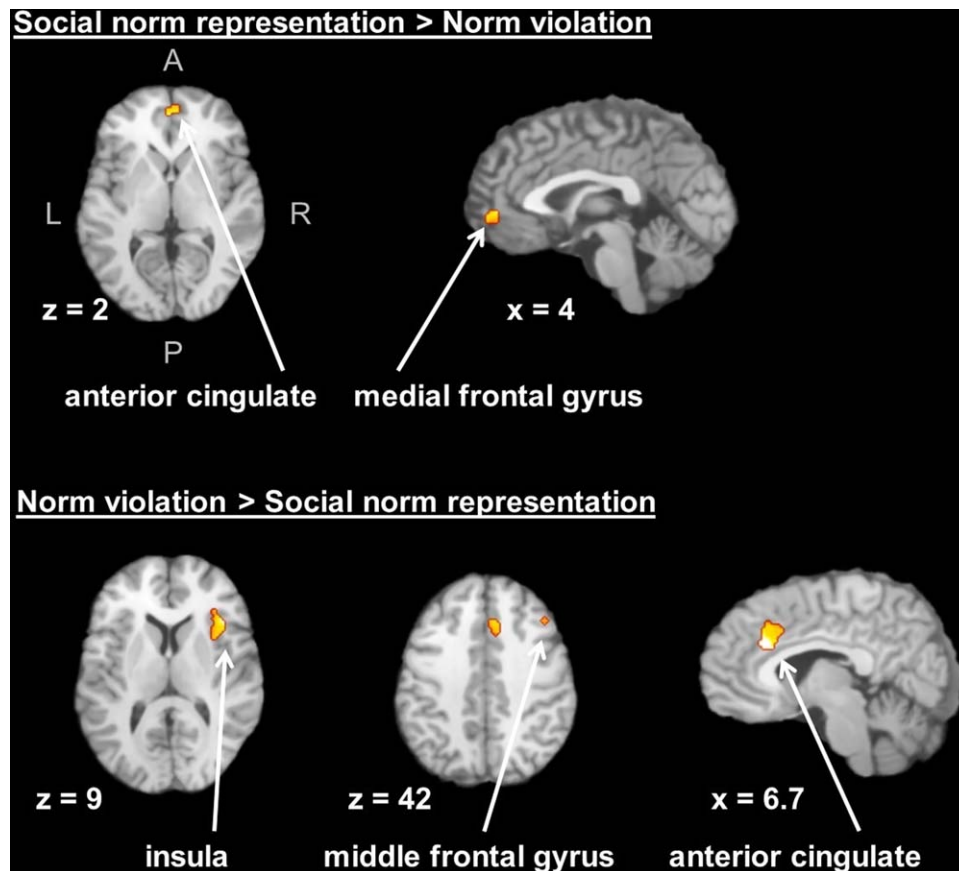 Social norm representation > Norm violation
A
L
R
z = 2
x = 4
P
anterior cingulate
medial frontal gyrus
Norm violation > Social norm representation
z = 9
z = 42
x = 6.7
insula
middle frontal gyrus
anterior cingulate